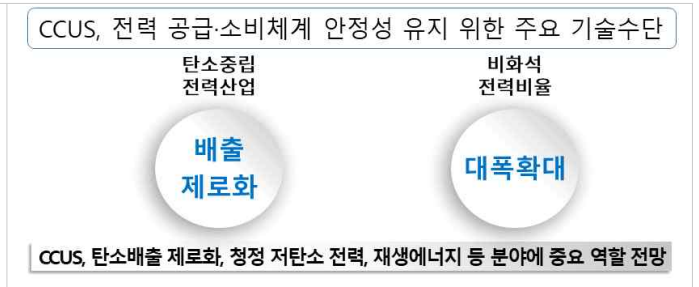 CCUS, 전력 공급·소비체계 안정성 유지 위한 주요 기술수단
탄소중립
전력산업
배출
제로화
비화석
전력비율
대폭확대
CCUS, 탄소배출 제로화, 청정 저탄소 전력, 재생에너지 등 분야에 중요 역할 전망